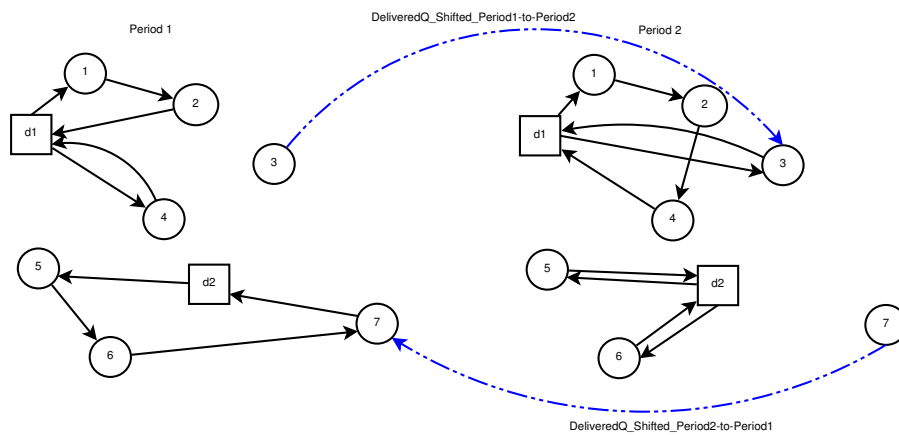 DeliveredQ_Shifted_Period1-to-Period2
Period 1
Period 2
1
2
d1
3
4
1
2
d1
3
4
5
d2
6
7
5
d2
6
7
DeliveredQ_Shifted_Period2-to-Period1